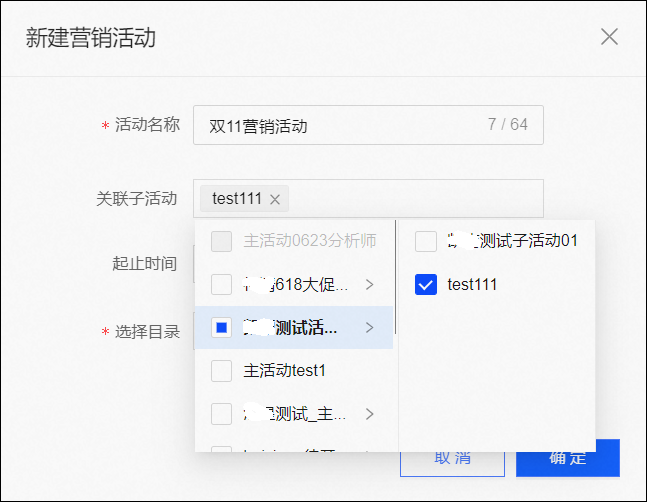 新建营销活动
* 活动名称
双11营销活动
7 / 64
关联子活动
test111
起止时间
* 选择目录
主活动0623分析师
618大促...
测试活...
主活动test1
测试_主...
测试子活动01
test111
取 消
确 定